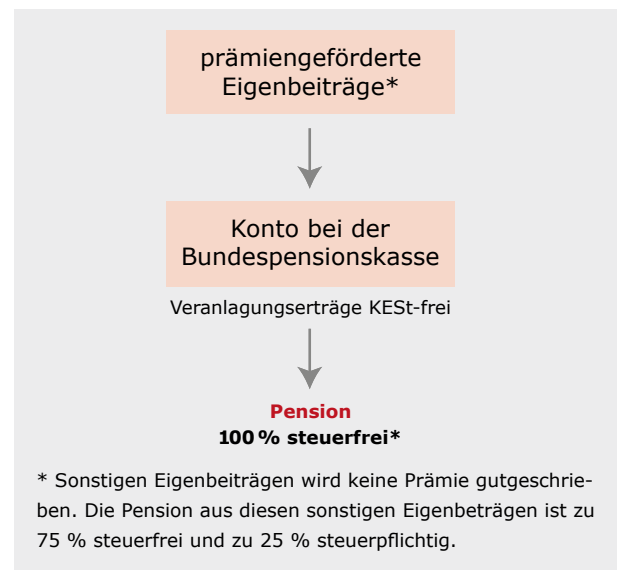 prämiengeförderte
Eigenbeiträge*
Konto bei der
Bundespensionskasse
Veranlagungserträge KESt-frei
Pension
100 % steuerfrei*
* Sonstigen Eigenbeiträgen wird keine Prämie gutgeschrie-
ben. Die Pension aus diesen sonstigen Eigenbeträgen ist zu
75 % steuerfrei und zu 25 % steuerpflichtig.